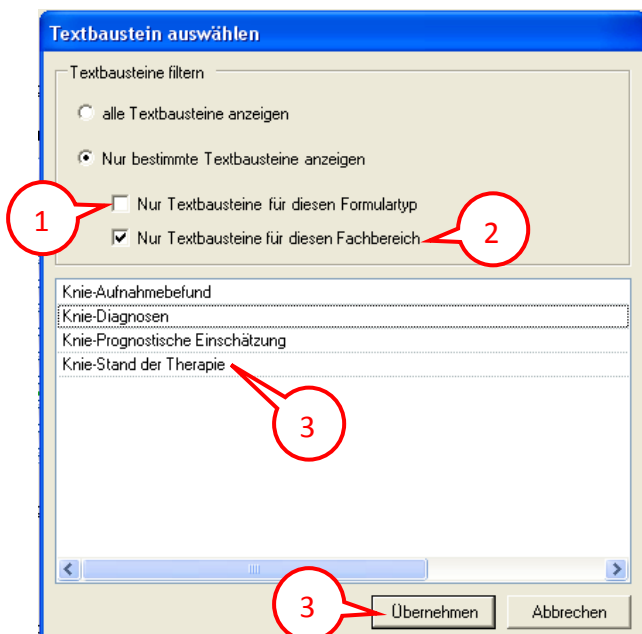 Textbaustein auswählen
Textbausteine filtern
alle Textbausteine anzeigen
Nur bestimmte Textbausteine anzeigen
1
Nur Textbausteine für diesen Formulartyp
Nur Textbausteine für diesen Fachbereich
2
Knie-Aufnahmebefund
Knie-Diagnosen
Knie-Prognostische Einschätzung
Knie-Stand der Therapie
3
3
Übernehmen
Abbrechen